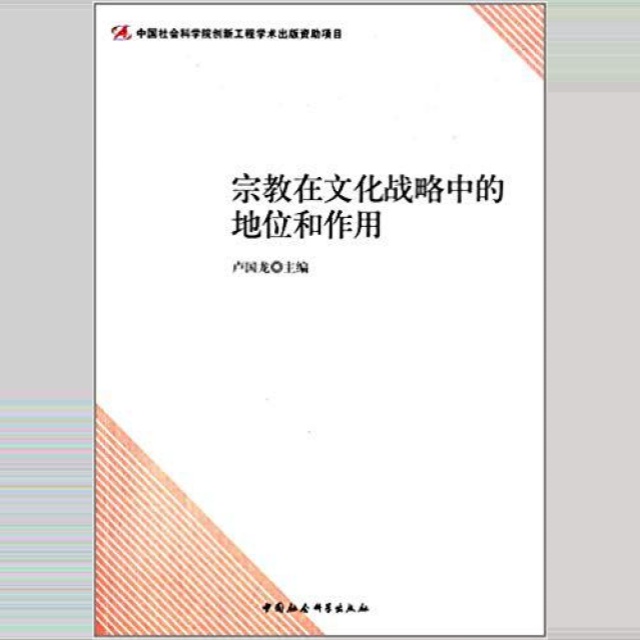 中国社会科学院创新工程学术出版资助项目
宗教在文化战略中的
地位和作用
卢国龙◎主编
中国社会科学出版社